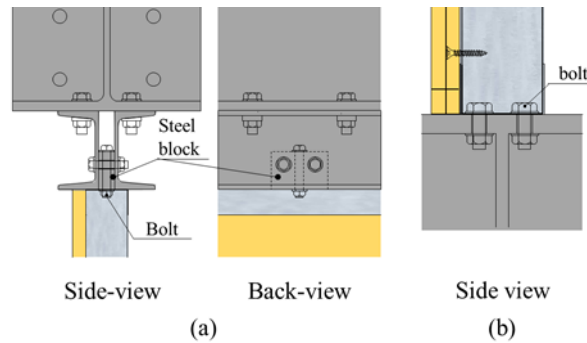 Steel
block
Bolt
bolt
Side-view
Back-view
Side view
(a)
(b)